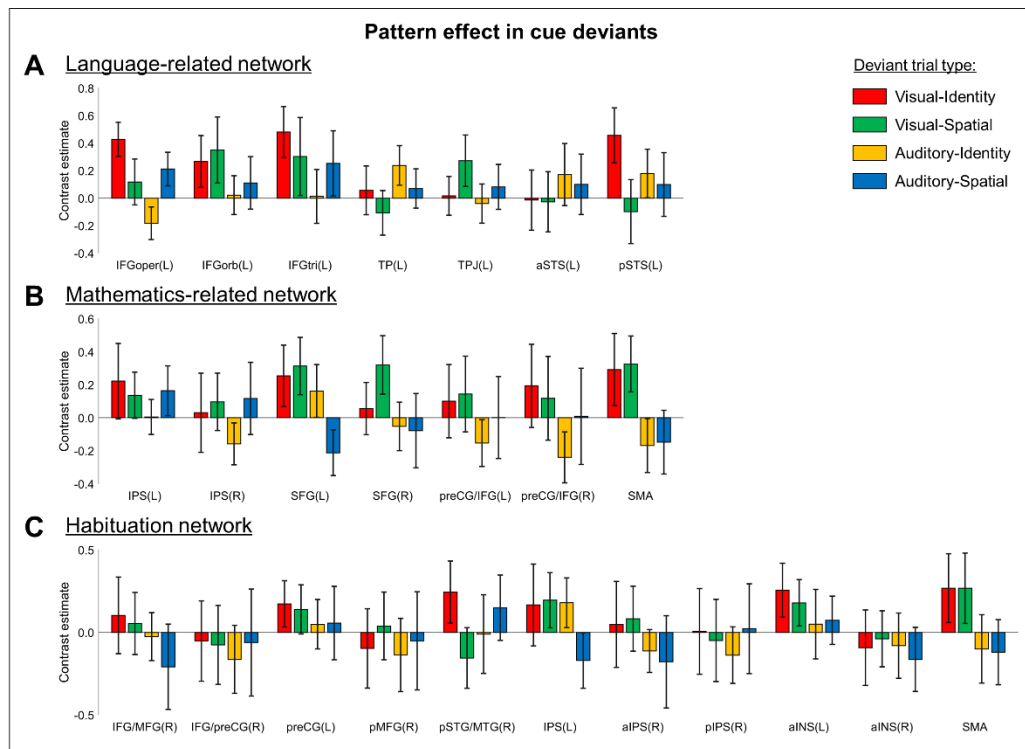 Pattern effect in cue deviants
A Language-related network
Deviant trial type:
Visual-Identity
Visual-Spatial
Auditory-Identity
Auditory-Spatial
Contrast estimate
0.8
0.6
0.4
0.2
0.0
-0.2
-0.4
IFGoper(L) IFGorb(L) IFGtri(L) TP(L) TPJ(L) aSTS(L) pSTS(L)
B Mathematics-related network
Contrast estimate
0.6
0.4
0.2
0.0
-0.2
-0.4
IPS(L) IPS(R) SFG(L) SFG(R) preCG/IFG(L) preCG/IFG(R) SMA
C Habituation network
Contrast estimate
0.5
0.0
-0.5
IFG/MFG(R) IFG/preCG(R) preCG(L) pMFG(R) pSTG/MTG(R) IPS(L) aIPS(R) pIPS(R) aINS(L) aINS(R) SMA